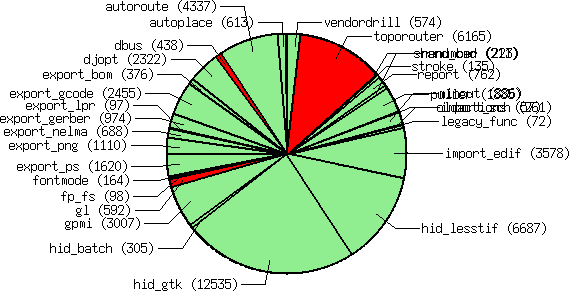 autoroute (4337)
autoplace (613)
vendordrill (574)
toporouter (6165)
dbus (438)
djopt (2322)
stroke (135)
export_bom (376)
report (762)
export_gcode (2455)
export_lpr (97)
export_gerber (974)
legacy_func (72)
export_nelma (688)
export_png (1110)
import_edif (3578)
export_ps (1620)
fontmode (164)
fp_fs (98)
gl (592)
gpmi (3007)
hid_lesstif (6687)
hid_batch (305)
hid_gtk (12535)